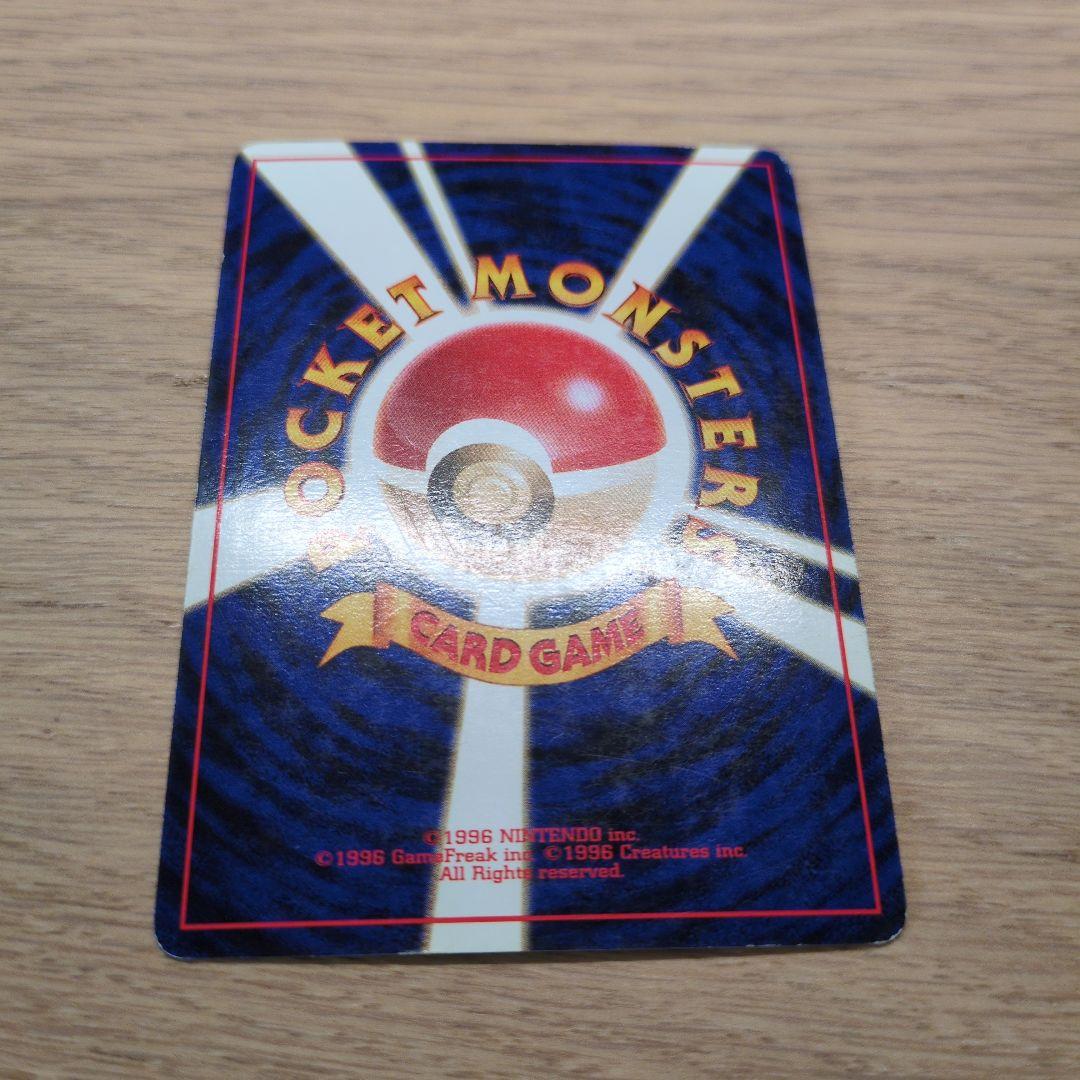 POCKET MONSTERS
CARD GAME
©1996 NINTENDO inc.
©1996 GameFreak inc. ©1996 Creatures inc.
All Rights reserved.